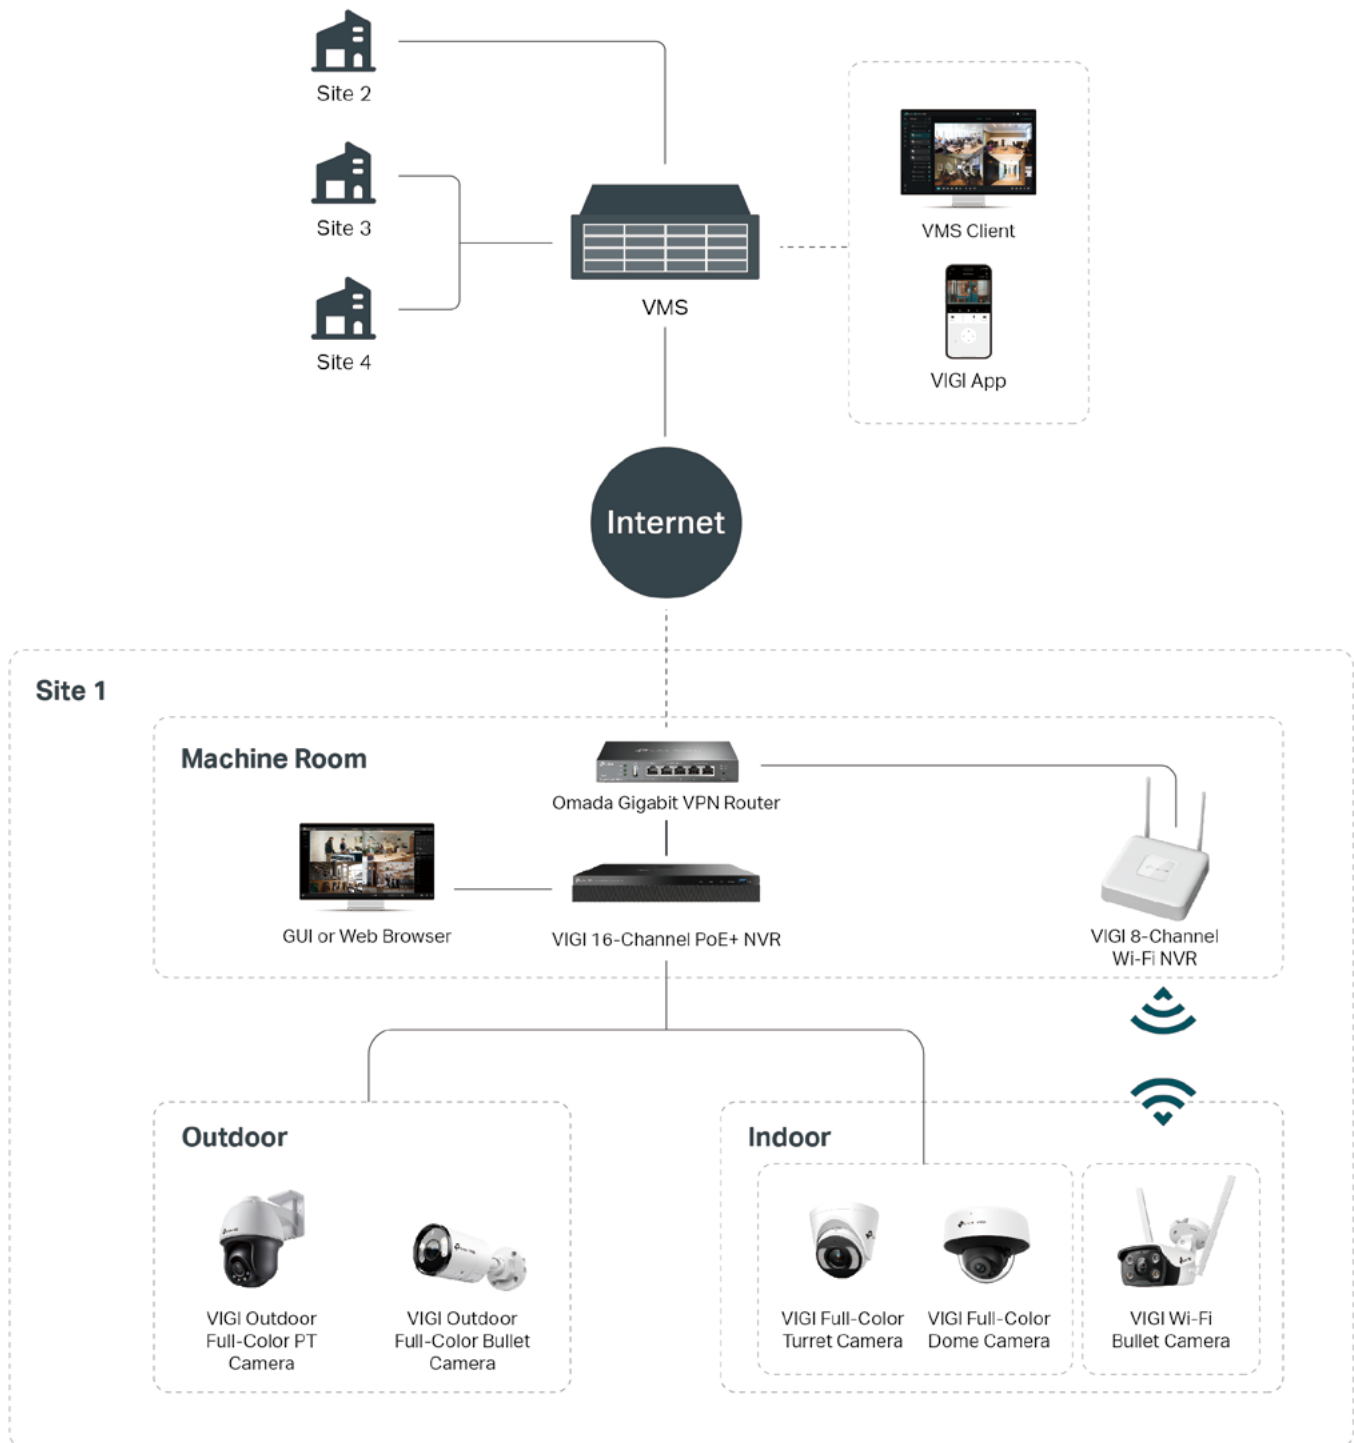 Site 2
Site 3
Site 4
VMS
VMS Client
VIGI App
Internet
Site 1
Machine Room
Omada Gigabit VPN Router
GUI or Web Browser
VIGI 16-Channel PoE+ NVR
VIGI 8-Channel
Wi-Fi NVR
Outdoor
VIGI Outdoor
Full-Color PT
Camera
VIGI Outdoor
Full-Color Bullet
Camera
Indoor
VIGI Full-Color
Turret Camera
VIGI Full-Color
Dome Camera
VIGI Wi-Fi
Bullet Camera